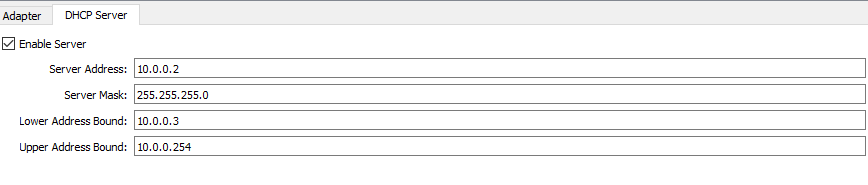 Adapter DHCP Server
Enable Server
Server Address: 10.0.0.2
Server Mask: 255.255.255.0
Lower Address Bound: 10.0.0.3
Upper Address Bound: 10.0.0.254